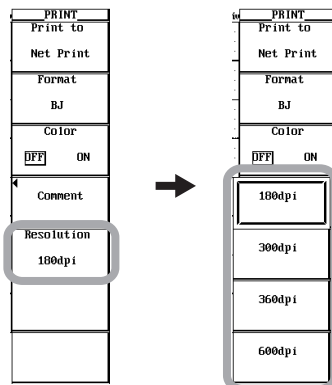 PRINT
Print to
Net Print
Format
BJ
Color
OFF ON
Comment
Resolution
180dpi
PRINT
Print to
Net Print
Format
BJ
Color
OFF ON
180dpi
300dpi
360dpi
600dpi